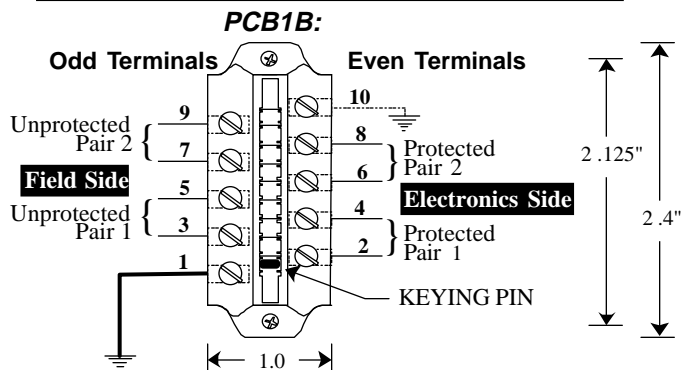 PCB1B:
Odd Terminals
Even Terminals
10
9
Unprotected
Pair 2
8
Protected
Pair 2
7
6
2 .125"
Field Side
5
Electronics Side
2 .4"
Unprotected
Pair 1
4
3
Protected
Pair 1
2
1
KEYING PIN
1.0